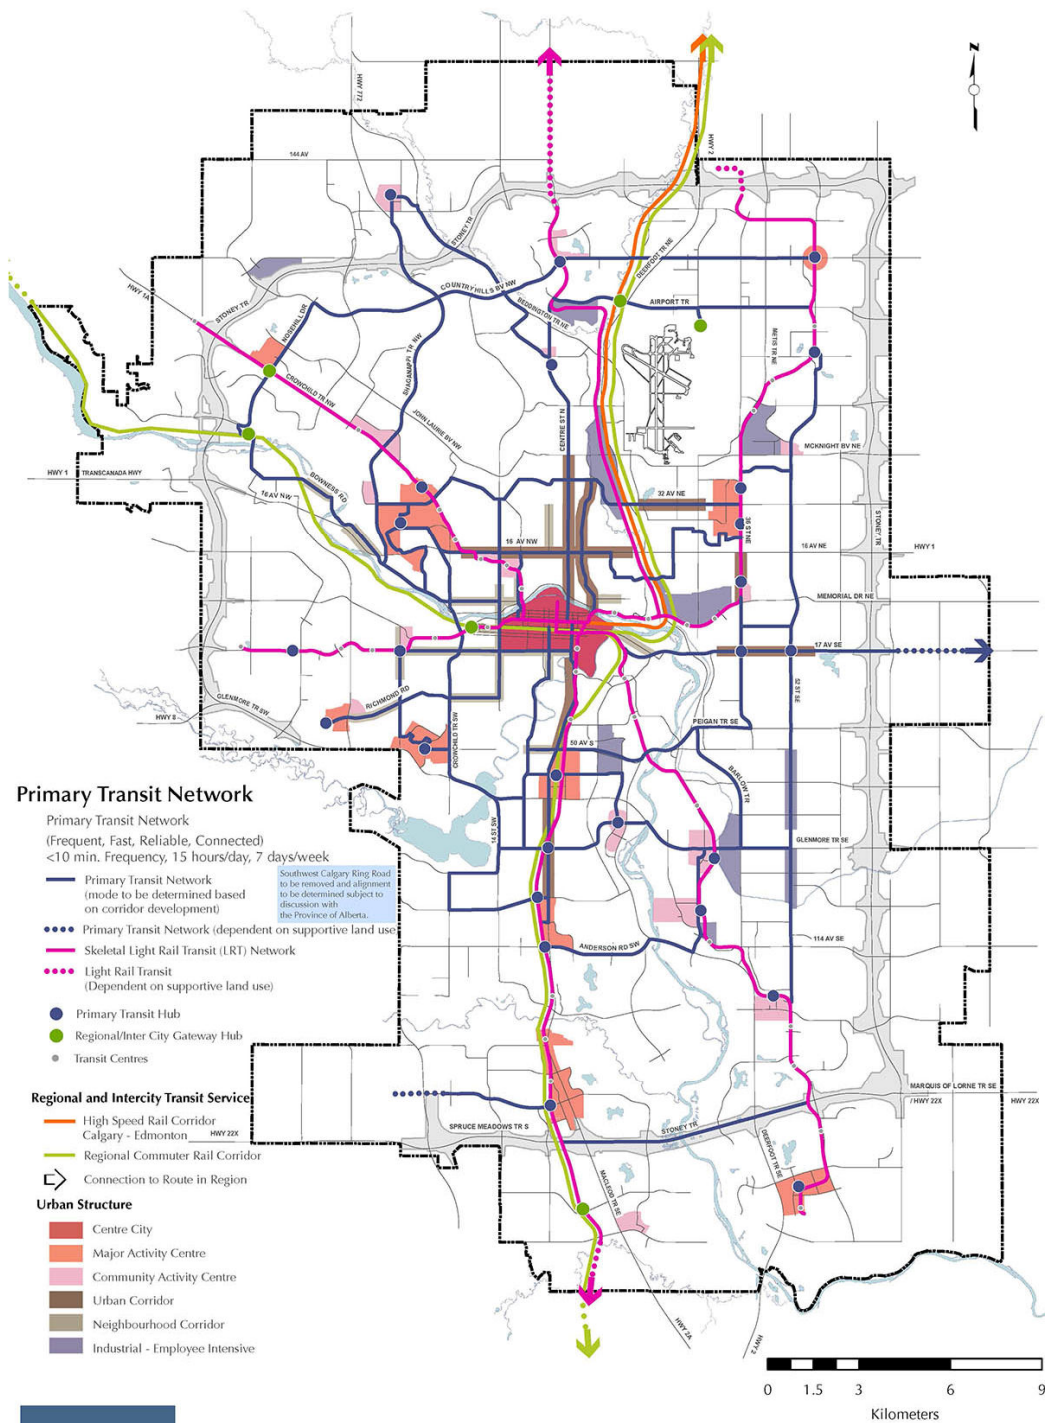 N
HWY 772
HWY 2
144 AV
STONEY TR
DEERFOOT TR NE
HWY 1A
COUNTRY HILLS BV NW
AIRPORT TR
STONEY TR
NOSEHILL DR
BEDDINGTON TR NE
METIS TR NE
SHAGANAPPI TR NW
CROWCHILD TR NW
JOHN LAURIE BV NW
CENTRE ST N
MCKNIGHT BV NE
HWY 1
TRANSCANADA HWY
BOWNESS RD
16 AV NW
32 AV NE
36 ST NE
STONEY TR
16 AV NW
16 AV NE
HWY 1
MEMORIAL DR NE
17 AV SE
52 ST SE
GLENMORE TR SW
RICHMOND RD
HWY 8
CROWCHILD TR SW
PEIGAN TR SE
50 AV S
BARLOW TR
14 ST SW
GLENMORE TR SE
ANDERSON RD SW
114 AV SE
MARQUIS OF LORNE TR SE
/ HWY 22X
HWY 22X
SPRUCE MEADOWS TR S
STONEY TR
HWY 22X
DEERFOOT TR SE
MACLEOD TR SE
HWY 2A
HWY 2
Primary Transit Network
Primary Transit Network
(Frequent, Fast, Reliable, Connected)
<10 min. Frequency, 15 hours/day, 7 days/week
Primary Transit Network
(mode to be determined based
on corridor development)
Southwest Calgary Ring Road
to be removed and alignment
to be determined subject to
discussion with
the Province of Alberta.
Primary Transit Network (dependent on supportive land use
Skeletal Light Rail Transit (LRT) Network
Light Rail Transit
(Dependent on supportive land use)
Primary Transit Hub
Regional/Inter City Gateway Hub
Transit Centres
Regional and Intercity Transit Service
High Speed Rail Corridor
Calgary - Edmonton
Regional Commuter Rail Corridor
Connection to Route in Region
Urban Structure
Centre City
Major Activity Centre
Community Activity Centre
Urban Corridor
Neighbourhood Corridor
Industrial - Employee Intensive
0 1.5 3 6 9
Kilometers